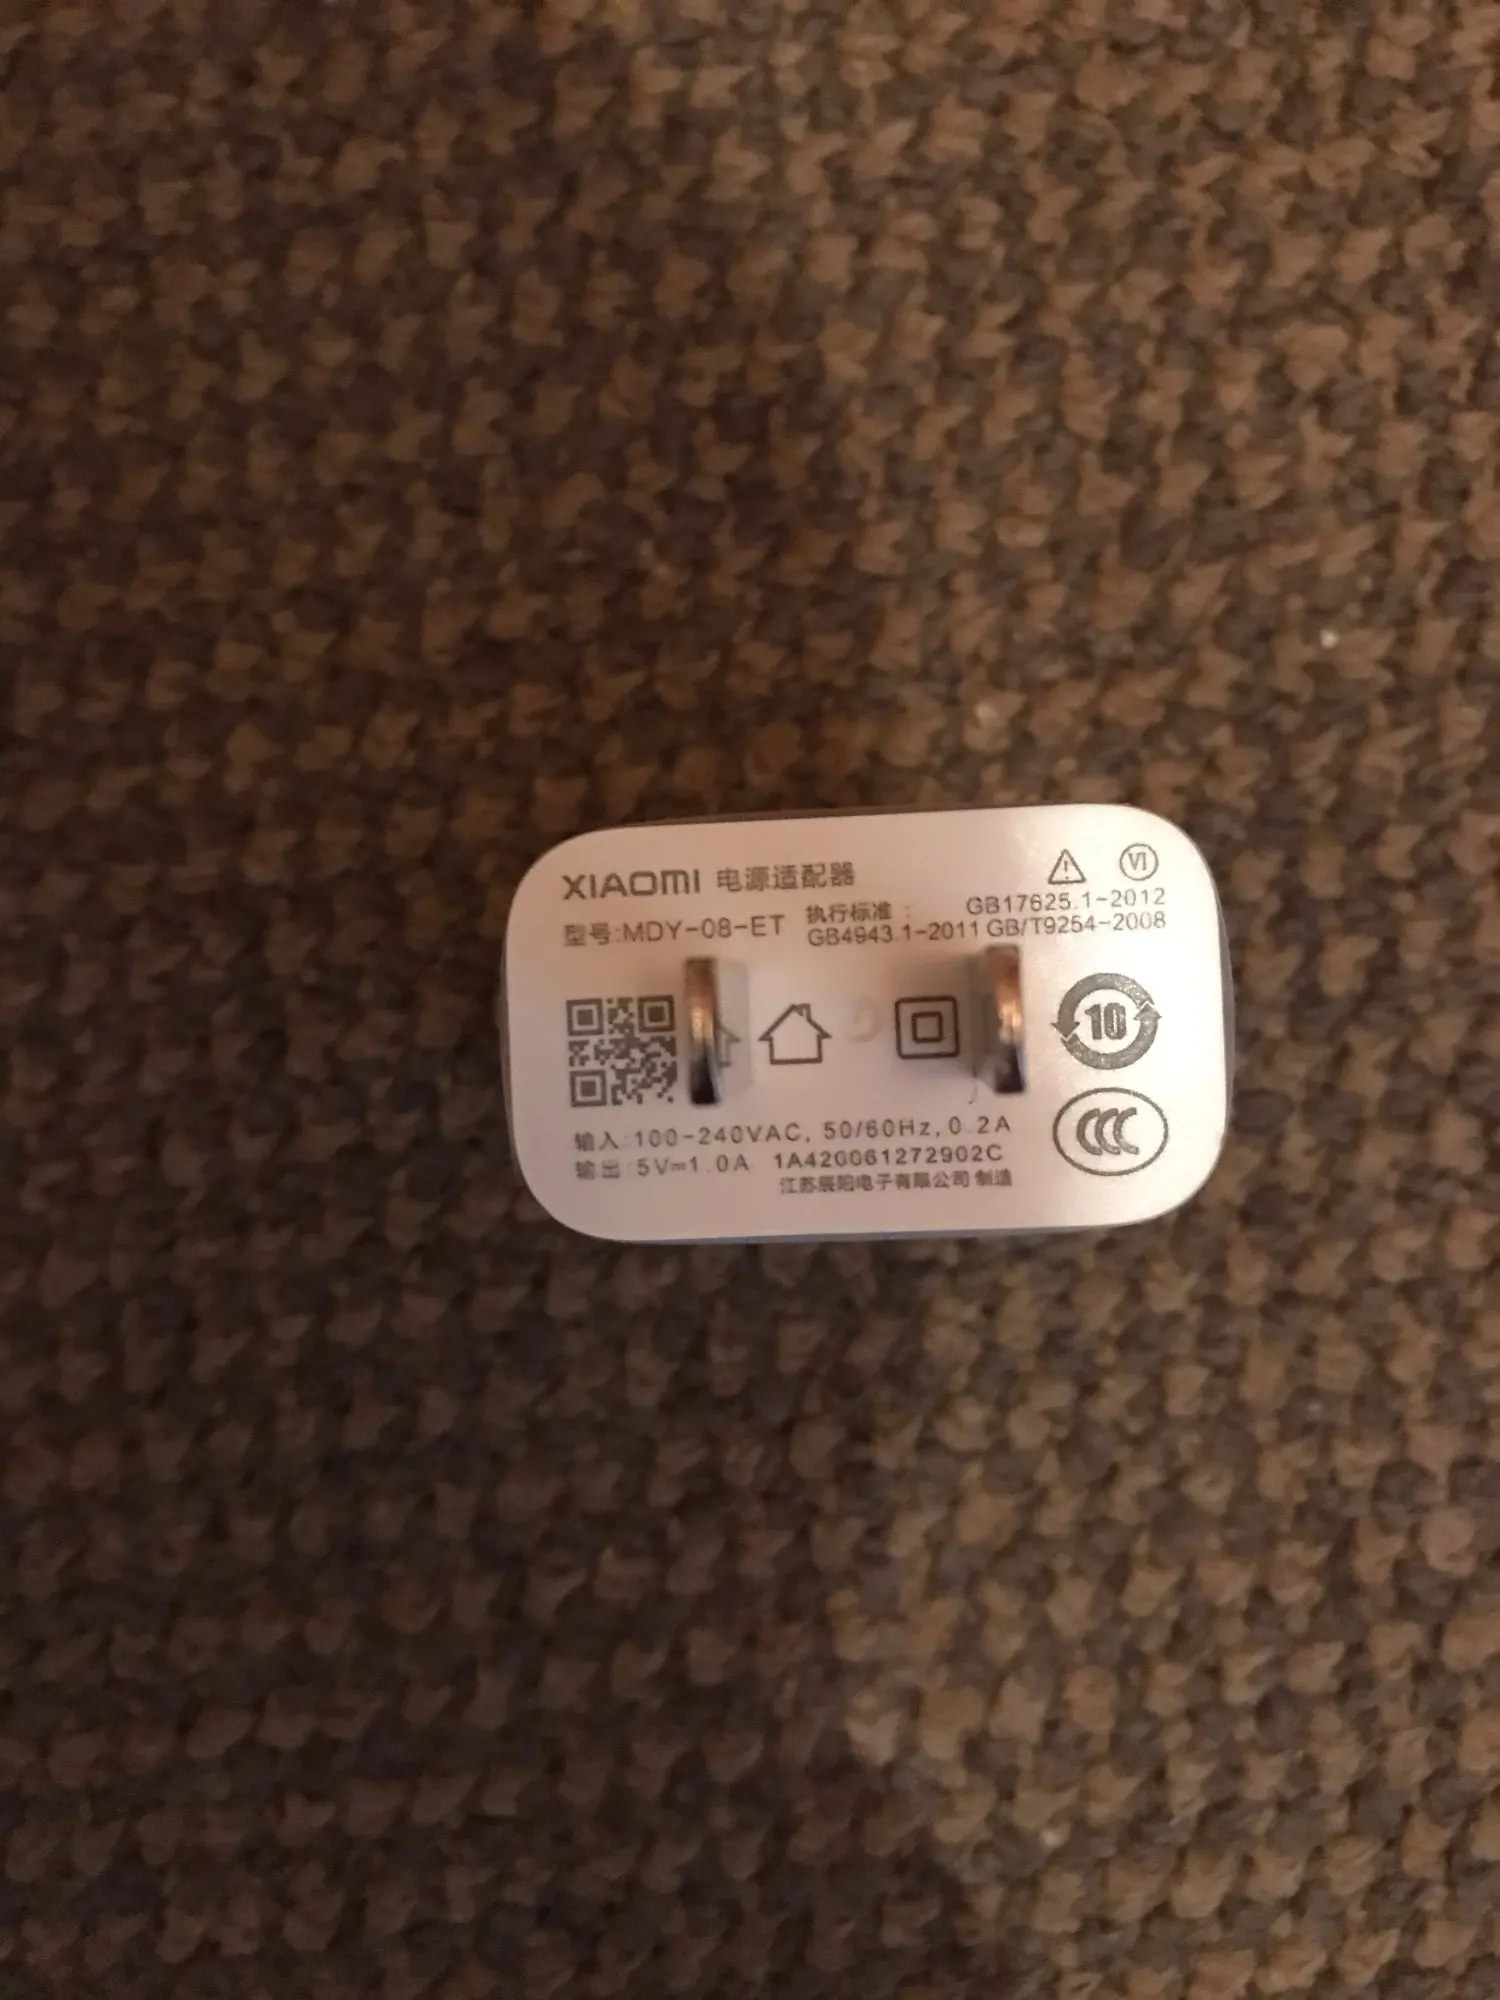 XIAOMI 电源适配器
VI
型号:MDY-08-ET
执行标准： GB17625.1-2012
GB4943.1-2011 GB/T9254-2008
10
CCC
输入:100-240VAC, 50/60Hz, 0.2A
输出:5V⎓1.0A 1A420061272902C
江苏辰阳电子有限公司 制造